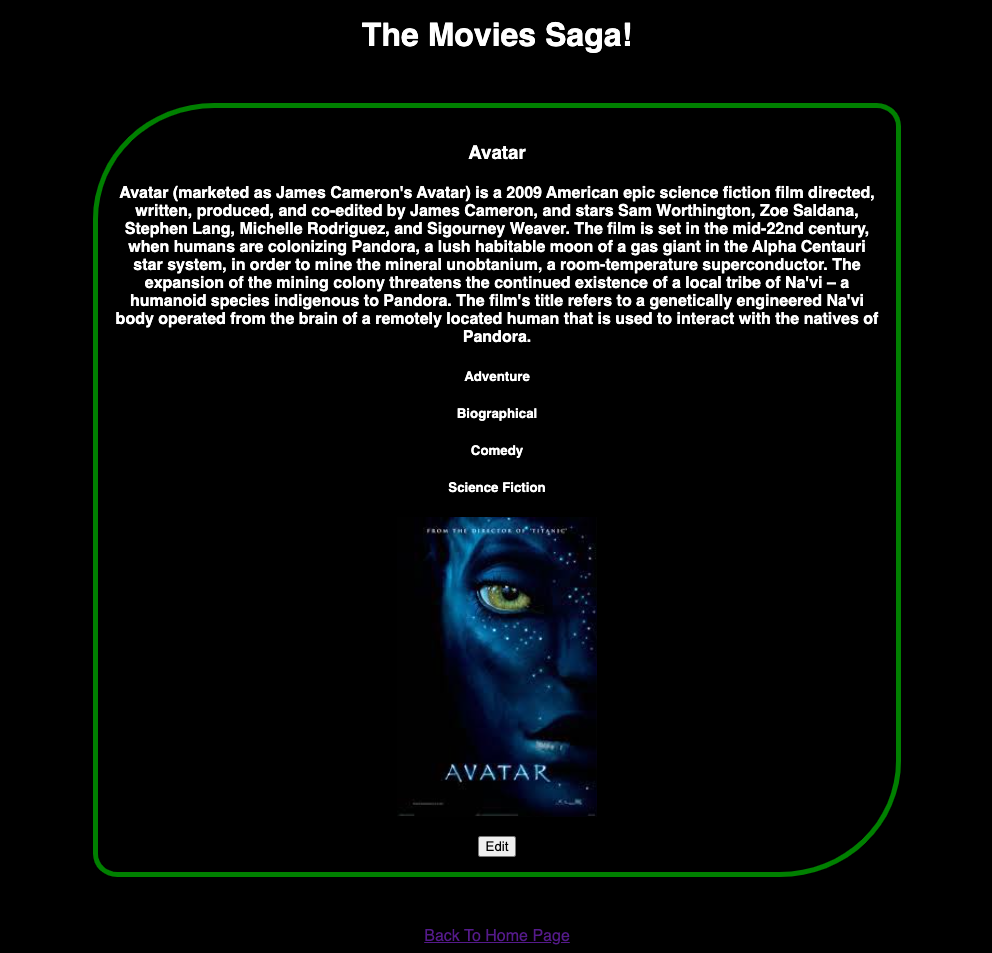 The Movies Saga!
Avatar
Avatar (marketed as James Cameron's Avatar) is a 2009 American epic science fiction film directed,
written, produced, and co-edited by James Cameron, and stars Sam Worthington, Zoe Saldana,
Stephen Lang, Michelle Rodriguez, and Sigourney Weaver. The film is set in the mid-22nd century,
when humans are colonizing Pandora, a lush habitable moon of a gas giant in the Alpha Centauri
star system, in order to mine the mineral unobtanium, a room-temperature superconductor. The
expansion of the mining colony threatens the continued existence of a local tribe of Na'vi – a
humanoid species indigenous to Pandora. The film's title refers to a genetically engineered Na'vi
body operated from the brain of a remotely located human that is used to interact with the natives of
Pandora.
Adventure
Biographical
Comedy
Science Fiction
FROM THE DIRECTOR OF "TITANIC"
AVATAR
Edit
Back To Home Page